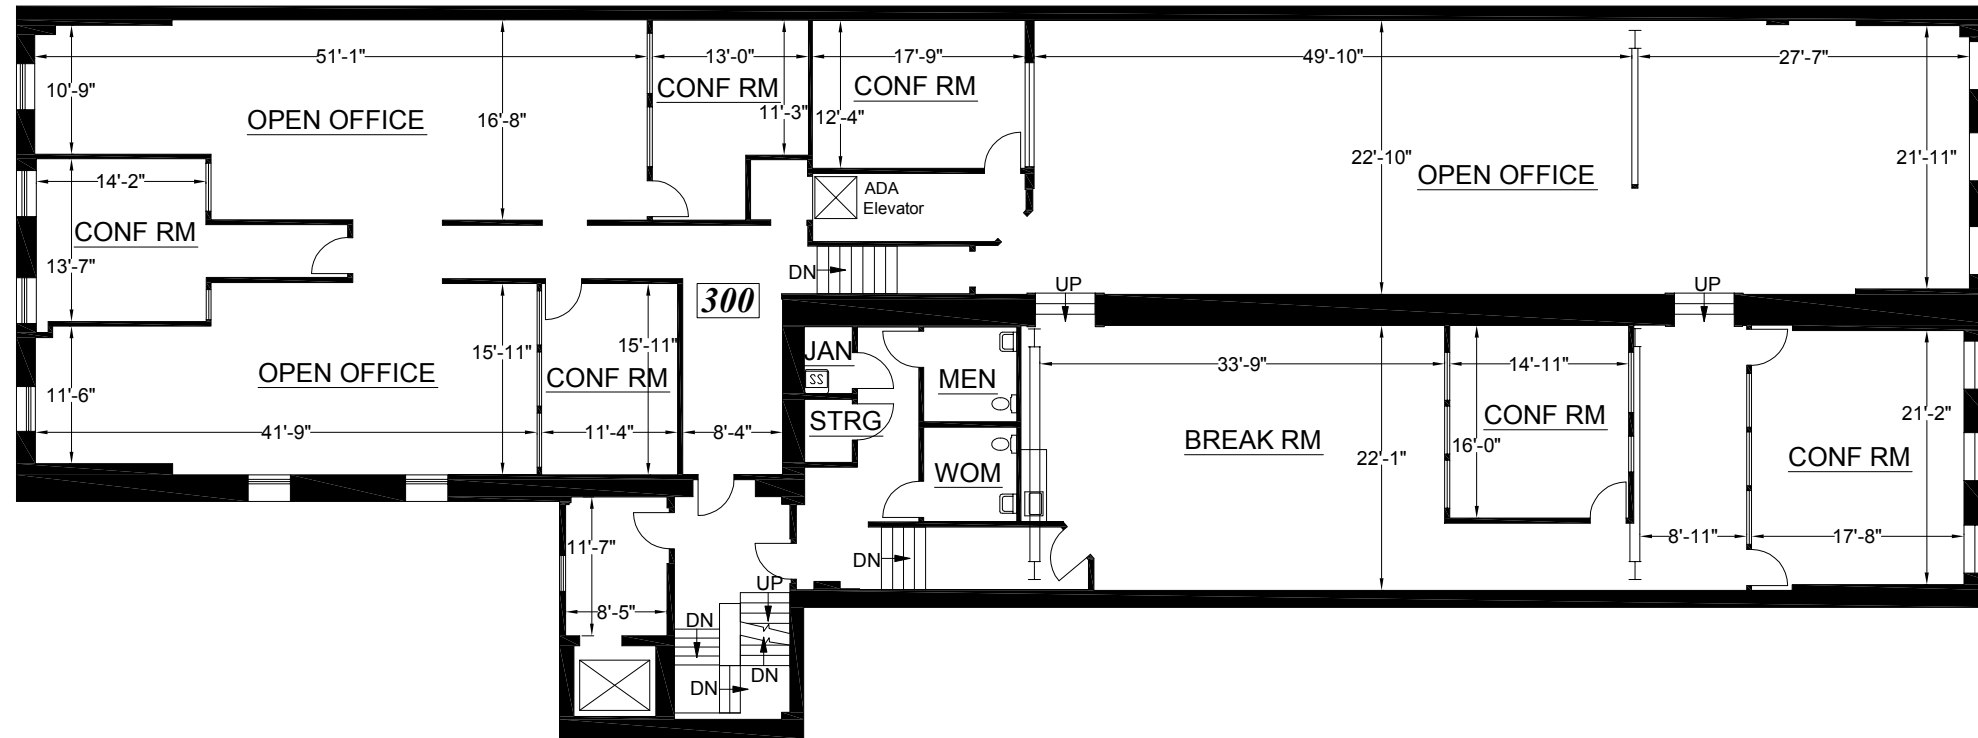 51'-1"
13'-0"
17'-9"
49'-10"
27'-7"
10'-9"
CONF RM
CONF RM
OPEN OFFICE
16'-8"
11'-3"
12'-4"
22'-10"
21'-11"
OPEN OFFICE
14'-2"
ADA
Elevator
CONF RM
13'-7"
DN
300
UP
UP
15'-11"
15'-11"
JAN
SS
33'-9"
14'-11"
OPEN OFFICE
CONF RM
MEN
11'-6"
STRG
CONF RM
21'-2"
41'-9"
11'-4"
8'-4"
BREAK RM
16'-0"
22'-1"
CONF RM
WOM
11'-7"
DN
8'-11"
17'-8"
UP
8'-5"
DN
DN
DN